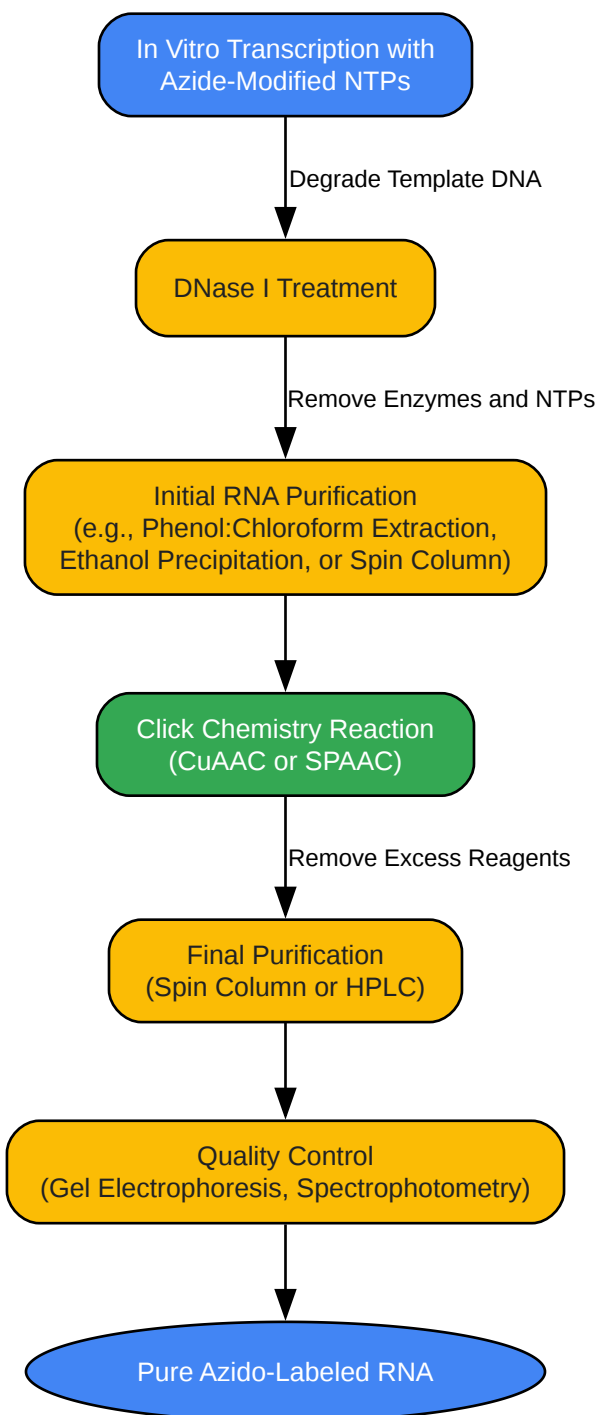 In Vitro Transcription with
Azide-Modified NTPs
Degrade Template DNA
DNase I Treatment
Remove Enzymes and NTPs
Initial RNA Purification
(e.g., Phenol:Chloroform Extraction,
Ethanol Precipitation, or Spin Column)
Click Chemistry Reaction
(CuAAC or SPAAC)
Remove Excess Reagents
Final Purification
(Spin Column or HPLC)
Quality Control
(Gel Electrophoresis, Spectrophotometry)
Pure Azido-Labeled RNA